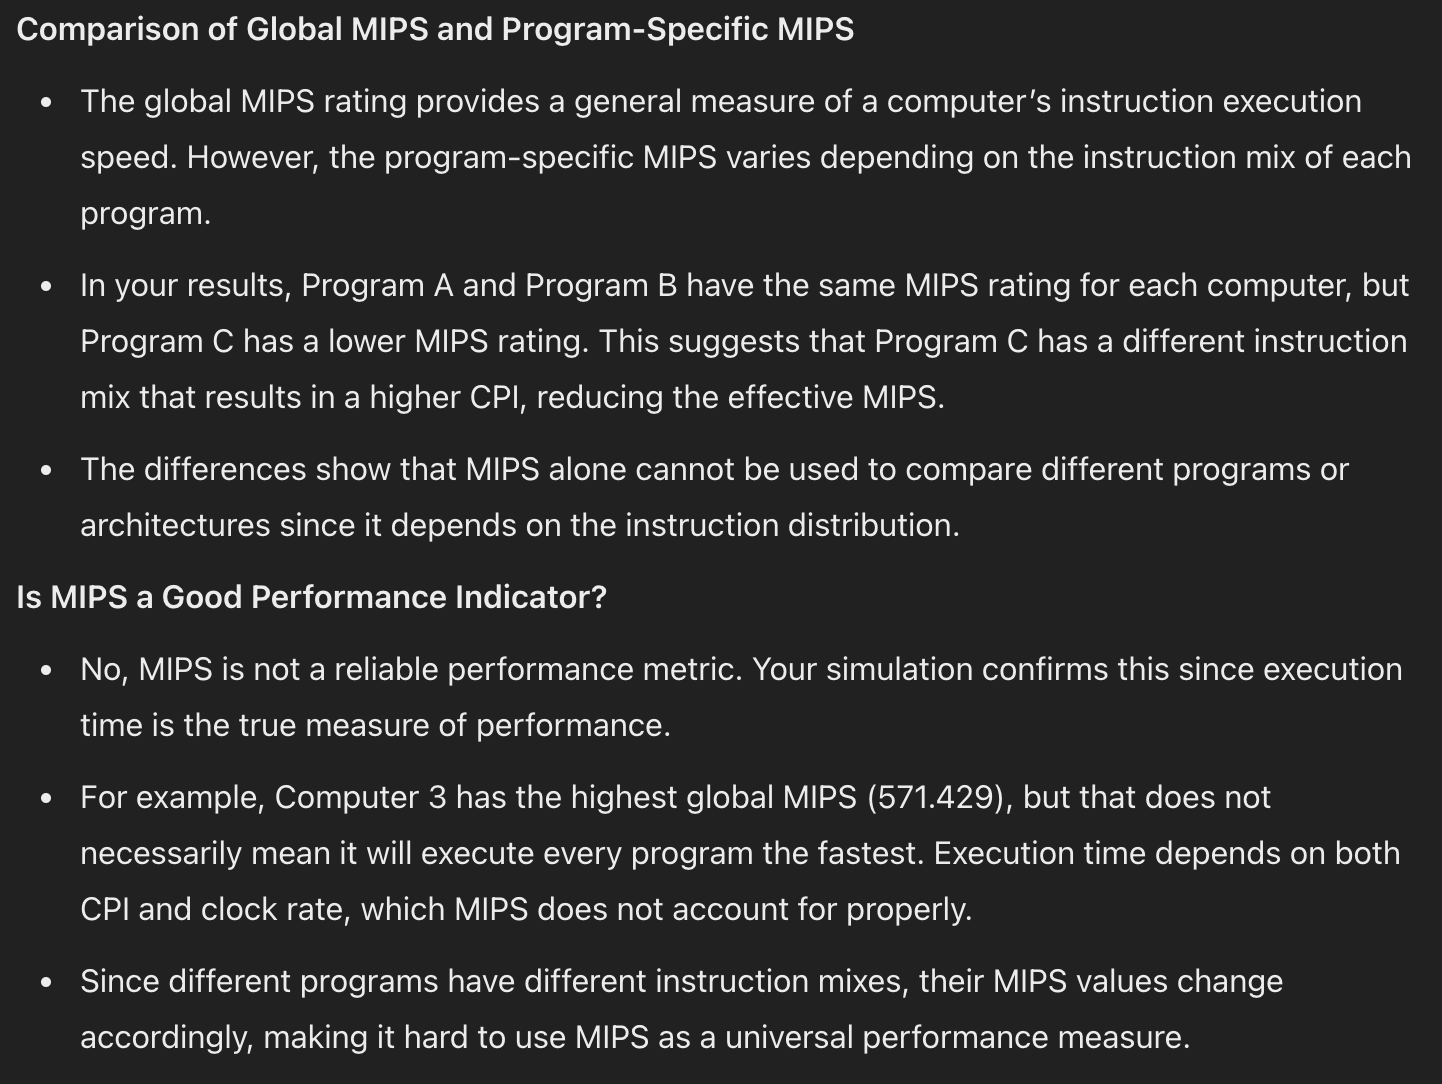 Comparison of Global MIPS and Program-Specific MIPS
• The global MIPS rating provides a general measure of a computer's instruction execution
speed. However, the program-specific MIPS varies depending on the instruction mix of each
program.
• In your results, Program A and Program B have the same MIPS rating for each computer, but
Program C has a lower MIPS rating. This suggests that Program C has a different instruction
mix that results in a higher CPI, reducing the effective MIPS.
• The differences show that MIPS alone cannot be used to compare different programs or
architectures since it depends on the instruction distribution.
Is MIPS a Good Performance Indicator?
• No, MIPS is not a reliable performance metric. Your simulation confirms this since execution
time is the true measure of performance.
• For example, Computer 3 has the highest global MIPS (571.429), but that does not
necessarily mean it will execute every program the fastest. Execution time depends on both
CPI and clock rate, which MIPS does not account for properly.
• Since different programs have different instruction mixes, their MIPS values change
accordingly, making it hard to use MIPS as a universal performance measure.